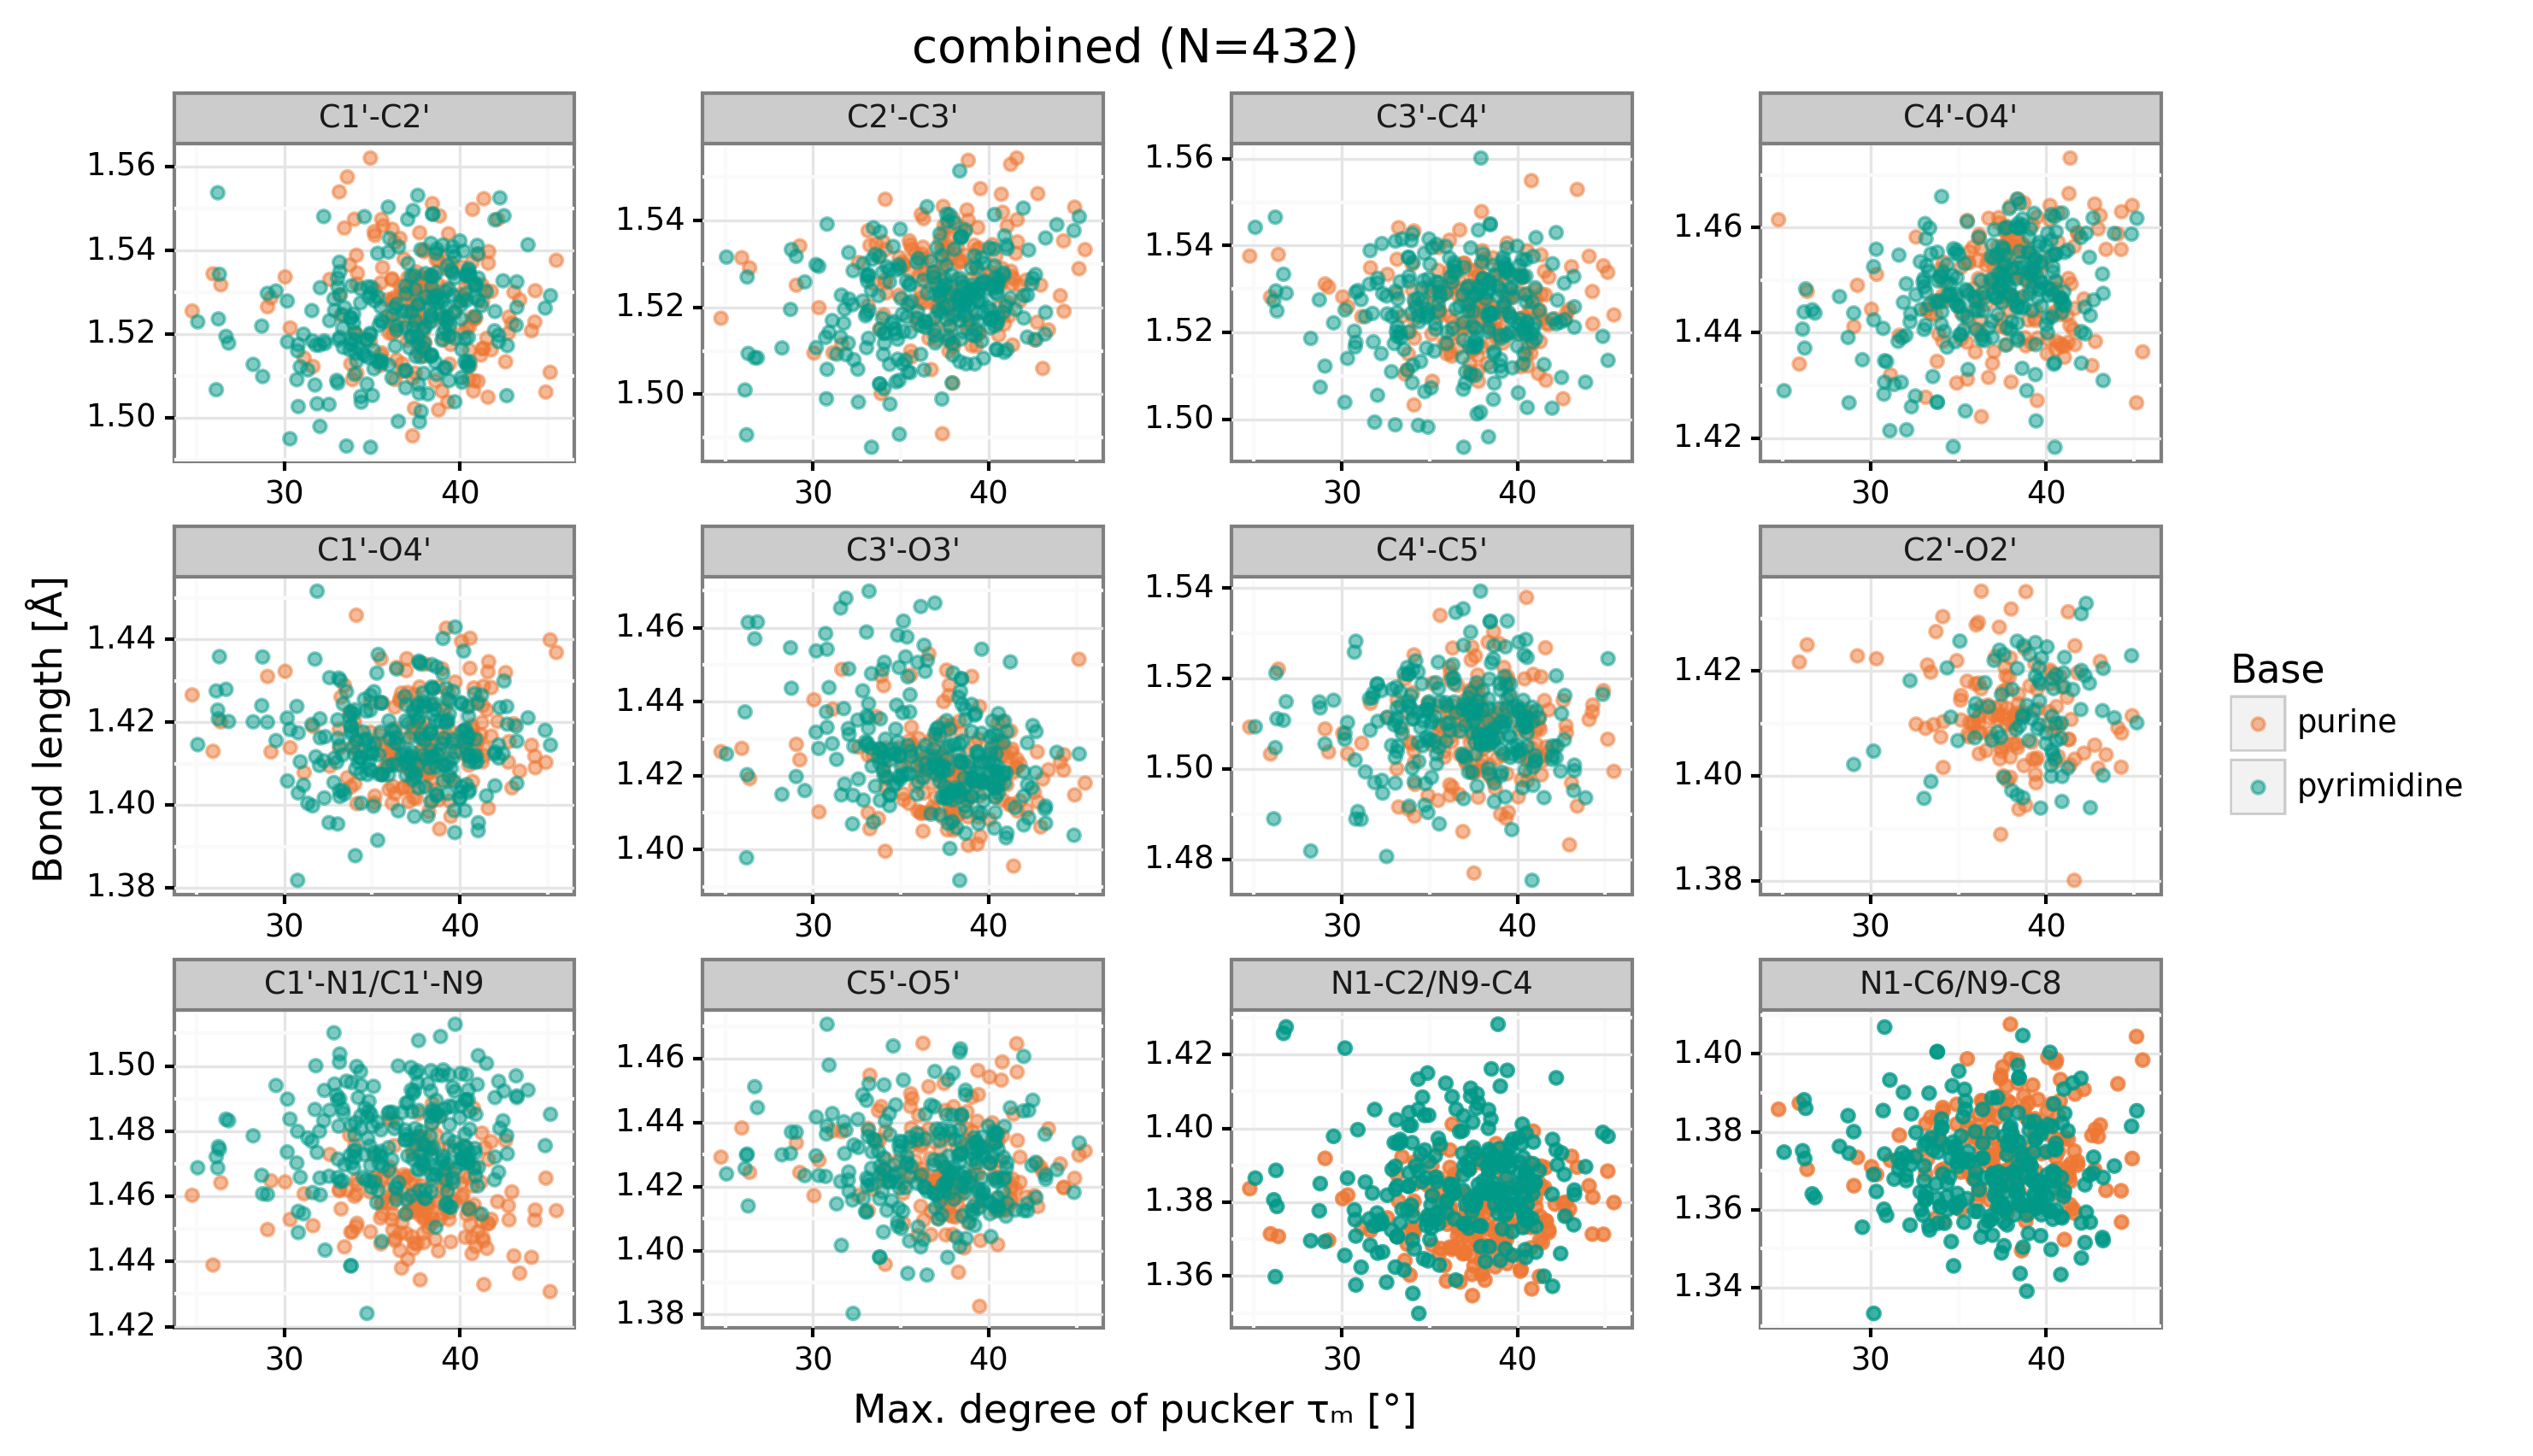 combined (N=432)
C1'-C2' C2'-C3' C3'-C4' C4'-O4'
1.56 1.54 1.52 1.50
1.54 1.52 1.50
1.56 1.54 1.52 1.50
1.46 1.44 1.42
30 40 30 40 30 40 30 40
C1'-O4' C3'-O3' C4'-C5' C2'-O2'
1.44 1.42 1.40 1.38
1.46 1.44 1.42 1.40
1.54 1.52 1.50 1.48
1.42 1.40 1.38
30 40 30 40 30 40 30 40
C1'-N1/C1'-N9 C5'-O5' N1-C2/N9-C4 N1-C6/N9-C8
1.50 1.48 1.46 1.44 1.42
1.46 1.44 1.42 1.40 1.38
1.42 1.40 1.38 1.36
1.40 1.38 1.36 1.34
30 40 30 40 30 40 30 40
Bond length [Å]
Max. degree of pucker τₘ [°]
Base
purine
pyrimidine